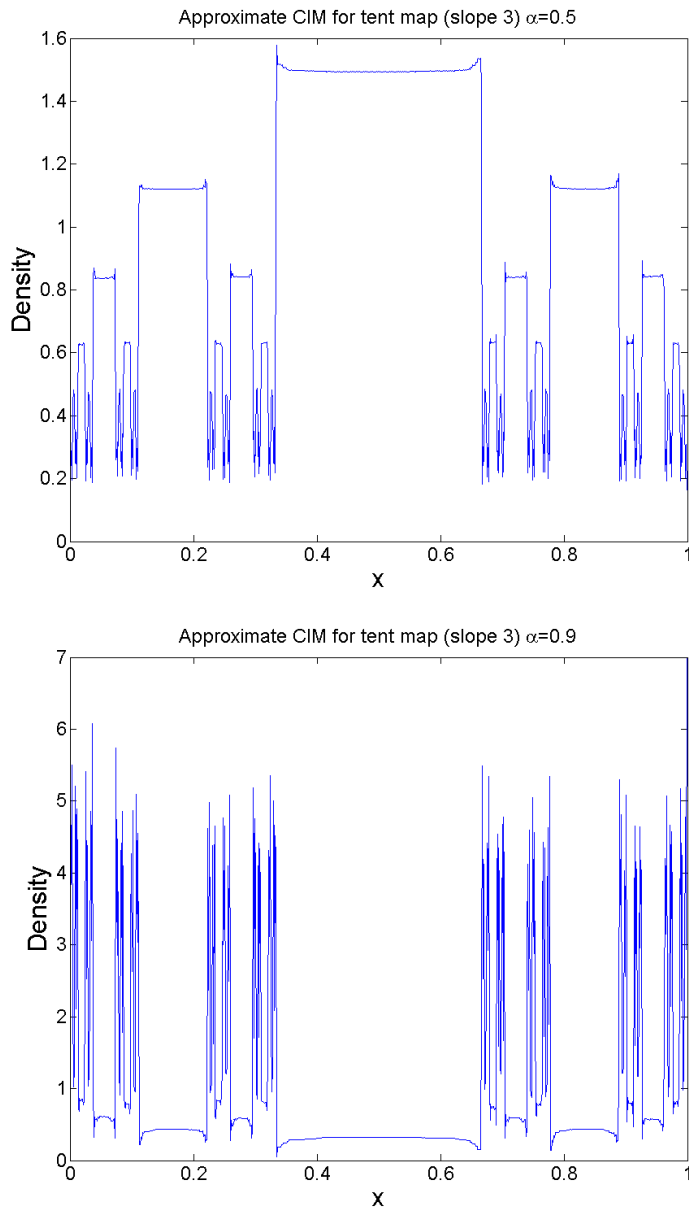 Approximate CIM for tent map (slope 3) α=0.5
1.6
1.4
1.2
1
0.8
0.6
0.4
0.2
0
Density
0 0.2 0.4 0.6 0.8 1
x
Approximate CIM for tent map (slope 3) α=0.9
7
6
5
4
3
2
1
0
Density
0 0.2 0.4 0.6 0.8 1
x